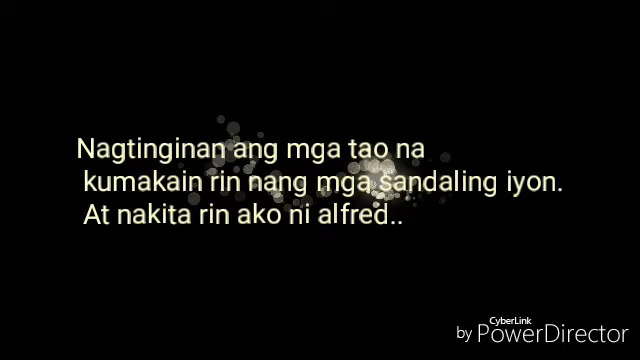 Nagtinginan ang mga tao na
kumakain rin nang mga sandaling iyon.
At nakita rin ako ni alfred..
CyberLink
by PowerDirector